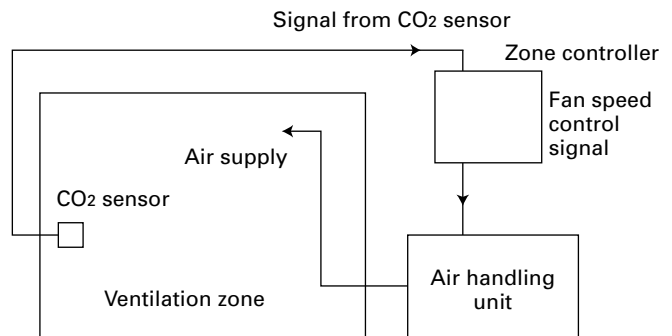 Signal from CO2 sensor
Zone controller
Fan speed
control
signal
Air supply
CO2 sensor
Ventilation zone
Air handling
unit